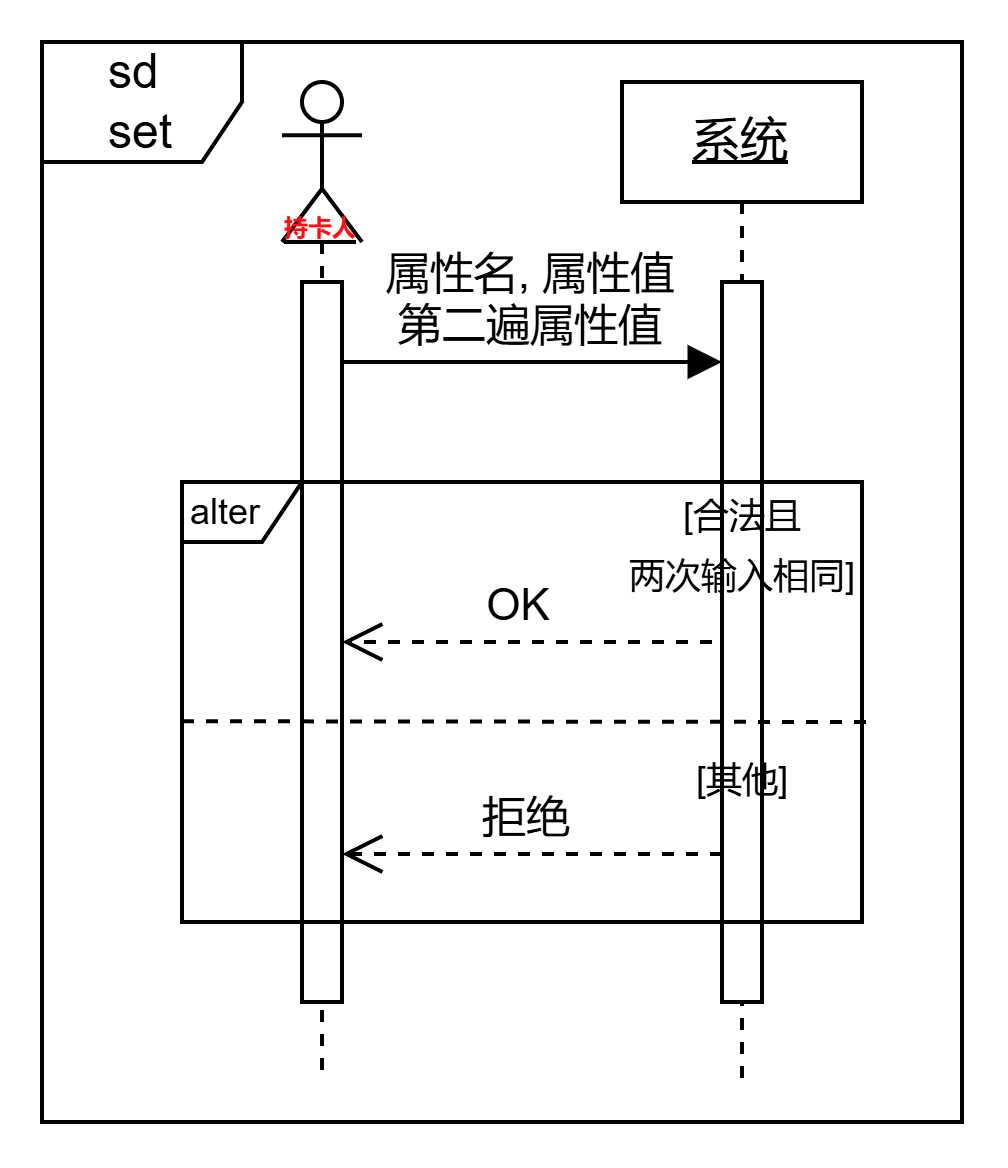 sd
set
系统
持卡人
属性名, 属性值
第二遍属性值
alter
[合法且
两次输入相同]
OK
[其他]
拒绝